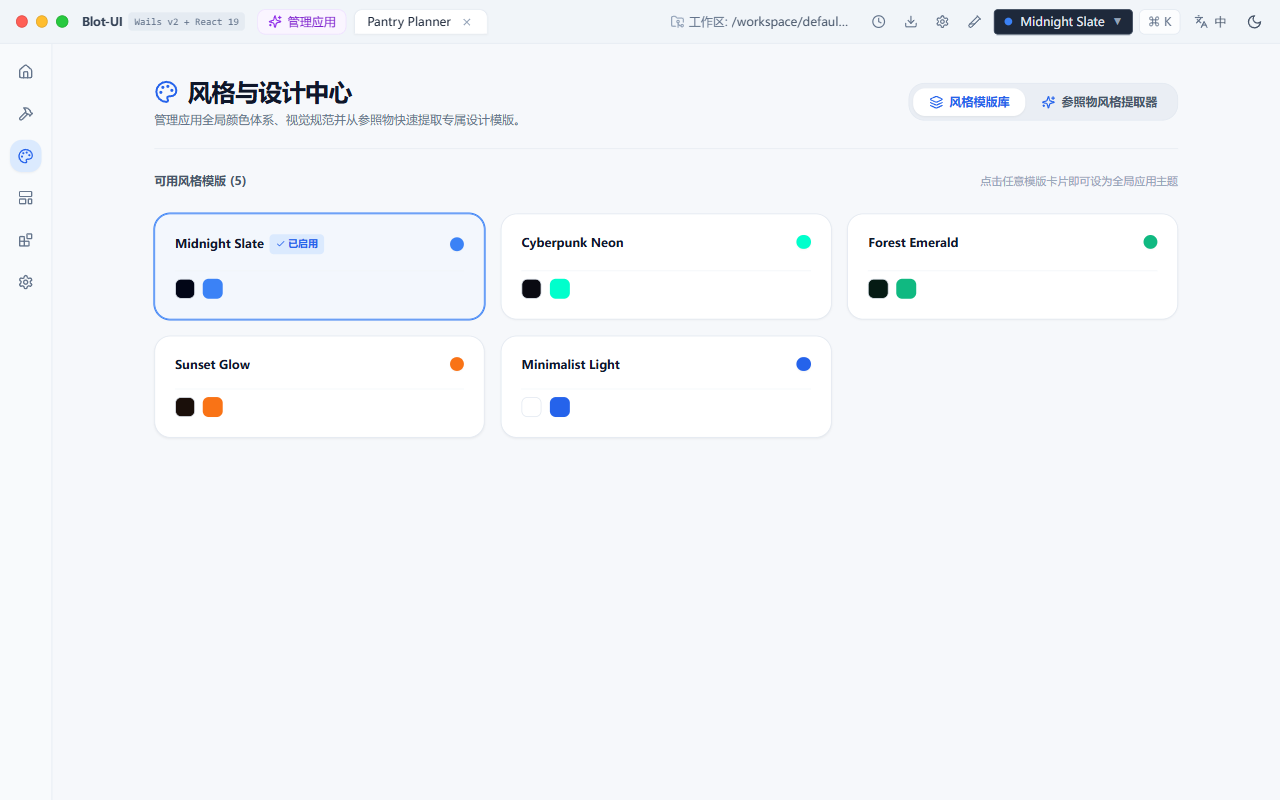 Blot-UI Wails v2 + React 19 管理应用 Pantry Planner 工作区: /workspace/defaul... Midnight Slate ⌘ K 中
风格与设计中心
管理应用全局颜色体系、视觉规范并从参照物快速提取专属设计模版。
风格模版库 参照物风格提取器
可用风格模版 (5) 点击任意模版卡片即可设为全局应用主题
Midnight Slate 已启用
Cyberpunk Neon
Forest Emerald
Sunset Glow
Minimalist Light